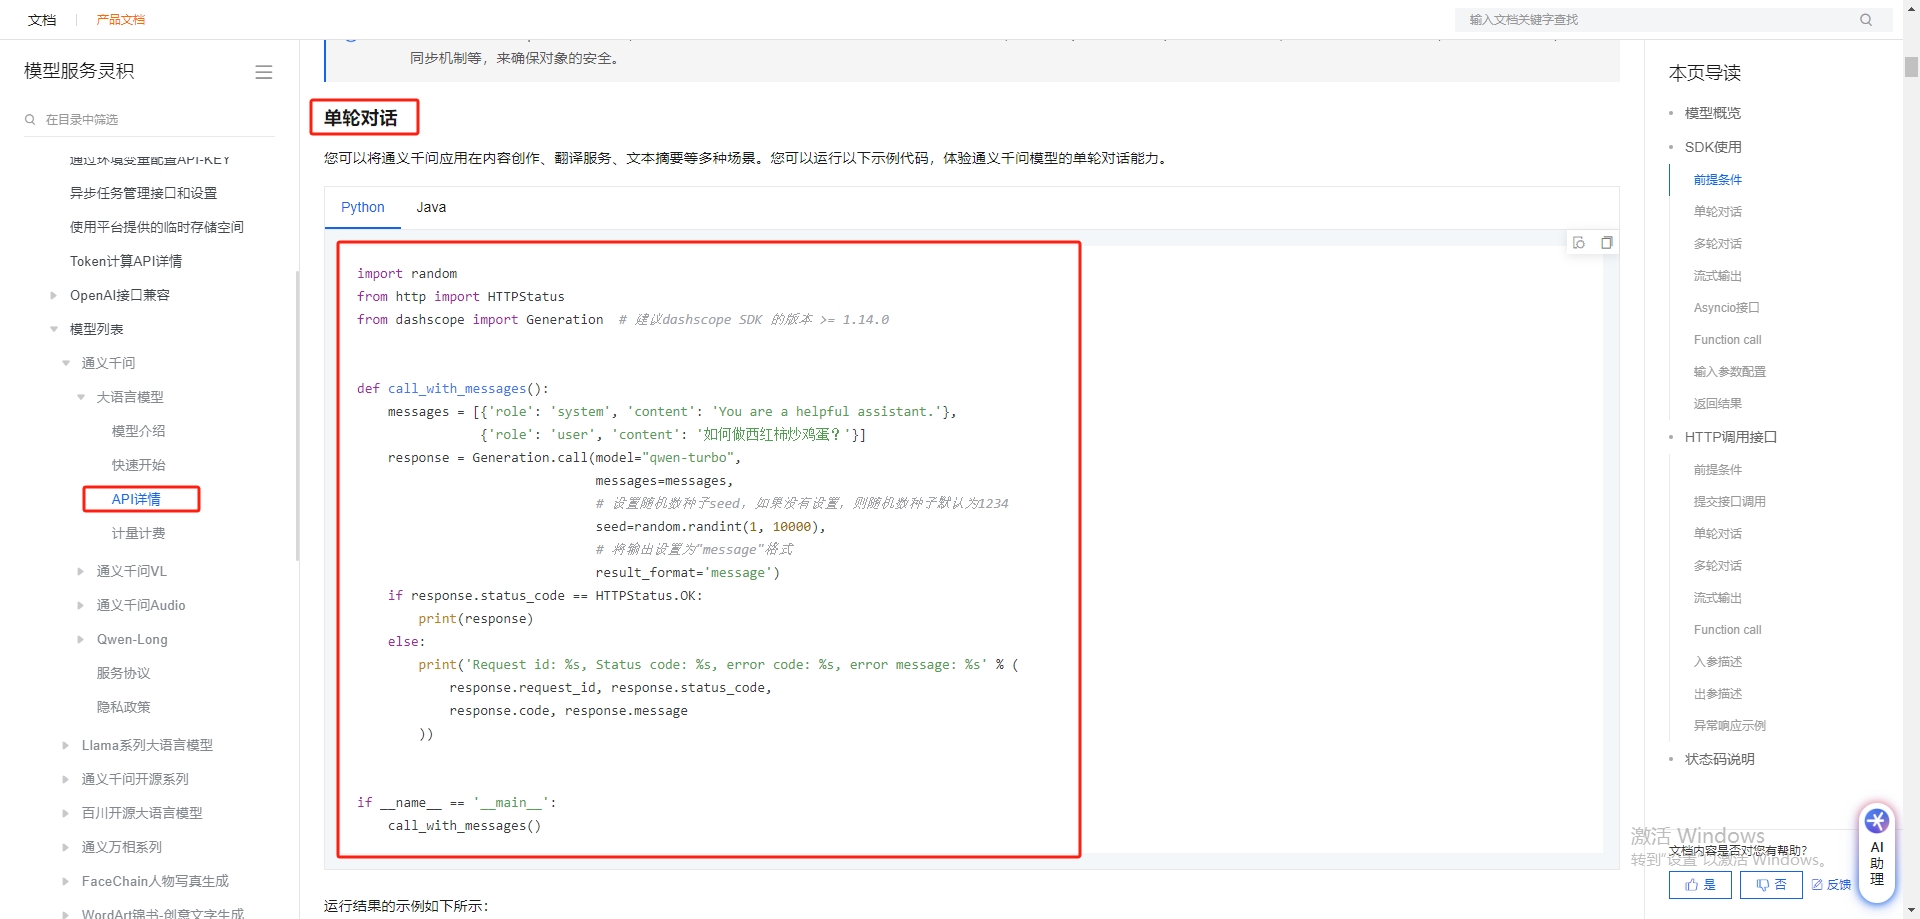 文档
产品文档
输入文档关键字查找
模型服务灵积
在目录中筛选
通过环境变量配置API-KEY
异步任务管理接口和设置
使用平台提供的临时存储空间
Token计算API详情
OpenAI接口兼容
模型列表
通义千问
大语言模型
模型介绍
快速开始
API详情
计量计费
通义千问VL
通义千问Audio
Qwen-Long
服务协议
隐私政策
Llama系列大语言模型
通义千问开源系列
百川开源大语言模型
通义万相系列
FaceChain人物写真生成
WordArt锦书-创意文字生成
同步机制等，来确保对象的安全。
单轮对话
您可以将通义千问应用在内容创作、翻译服务、文本摘要等多种场景。您可以运行以下示例代码，体验通义千问模型的单轮对话能力。
Python
Java
import random
from http import HTTPStatus
from dashscope import Generation  # 建议dashscope SDK 的版本 >= 1.14.0
def call_with_messages():
    messages = [{'role': 'system', 'content': 'You are a helpful assistant.'},
                {'role': 'user', 'content': '如何做西红柿炒鸡蛋？'}]
    response = Generation.call(model="qwen-turbo",
                               messages=messages,
                               # 设置随机数种子seed，如果没有设置，则随机数种子默认为1234
                               seed=random.randint(1, 10000),
                               # 将输出设置为"message"格式
                               result_format='message')
    if response.status_code == HTTPStatus.OK:
        print(response)
    else:
        print('Request id: %s, Status code: %s, error code: %s, error message: %s' % (
            response.request_id, response.status_code,
            response.code, response.message
        ))
if __name__ == '__main__':
    call_with_messages()
运行结果的示例如下所示：
本页导读
模型概览
SDK使用
前提条件
单轮对话
多轮对话
流式输出
Asyncio接口
Function call
输入参数配置
返回结果
HTTP调用接口
前提条件
提交接口调用
单轮对话
多轮对话
流式输出
Function call
入参描述
出参描述
异常响应示例
状态码说明
激活 Windows
转到"设置"以激活 Windows。
文档内容是否对您有帮助？
是
否
反馈
AI
助
理